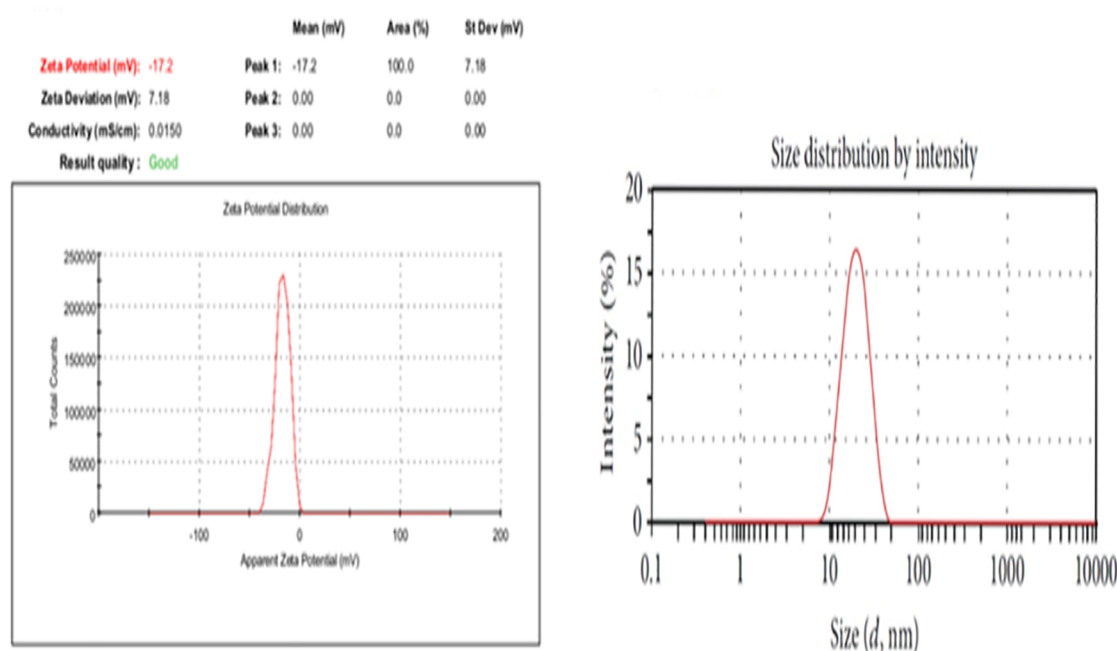 Mean (mV) Area (%) St Dev (mV)
Zeta Potential (mV): -17.2 Peak 1: -17.2 100.0 7.18
Zeta Deviation (mV): 7.18 Peak 2: 0.00 0.0 0.00
Conductivity (mS/cm): 0.0150 Peak 3: 0.00 0.0 0.00
Result quality : Good
Zeta Potential Distribution
250000
200000
150000
100000
50000
0
Total Counts
-100 0 100 200
Apparent Zeta Potential (mV)
Size distribution by intensity
20
15
10
5
0
Intensity (%)
0.1 1 10 100 1000 10000
Size (d, nm)